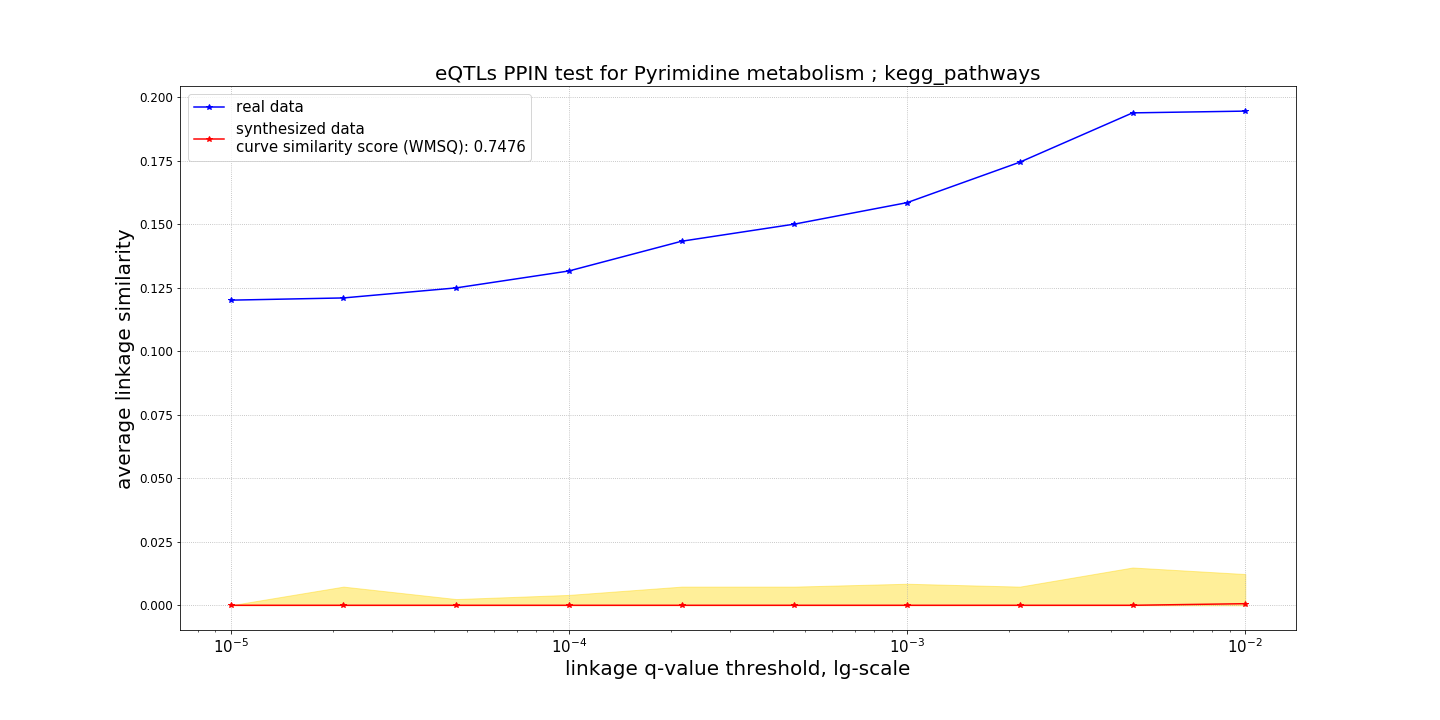 eQTLs PPIN test for Pyrimidine metabolism ; kegg_pathways
real data
synthesized data
curve similarity score (WMSQ): 0.7476
average linkage similarity
0.200
0.175
0.150
0.125
0.100
0.075
0.050
0.025
0.000
10⁻⁵ 10⁻⁴ 10⁻³ 10⁻²
linkage q-value threshold, lg-scale